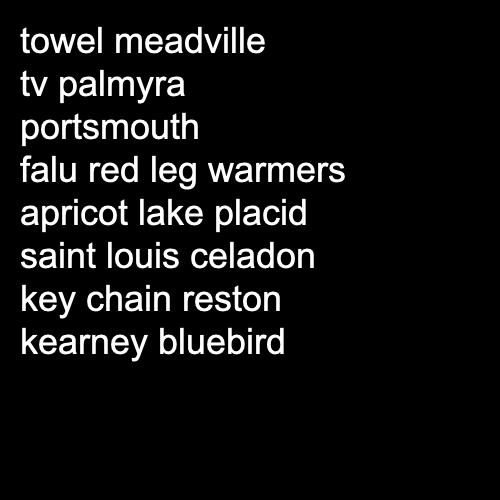 towel meadville
tv palmyra
portsmouth
falu red leg warmers
apricot lake placid
saint louis celadon
key chain reston
kearney bluebird